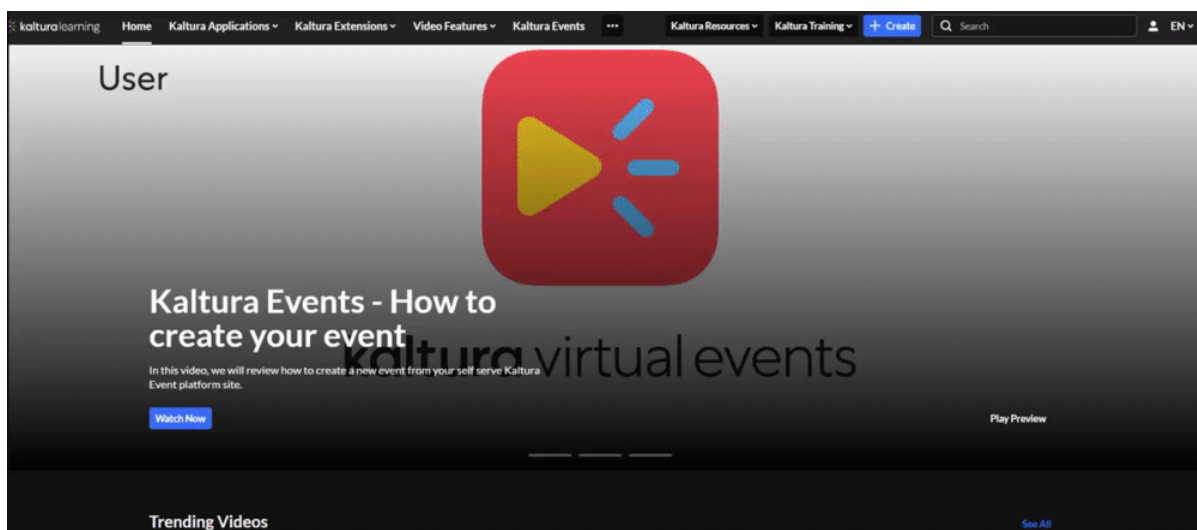 kaltura learning Home Kaltura Applications Kaltura Extensions Video Features Kaltura Events ••• Kaltura Resources Kaltura Training + Create Search EN
User
Kaltura Events - How to
create your event
kaltura virtual events
In this video, we will review how to create a new event from your self serve Kaltura
Event platform site.
Watch Now
Play Preview
Trending Videos
See All